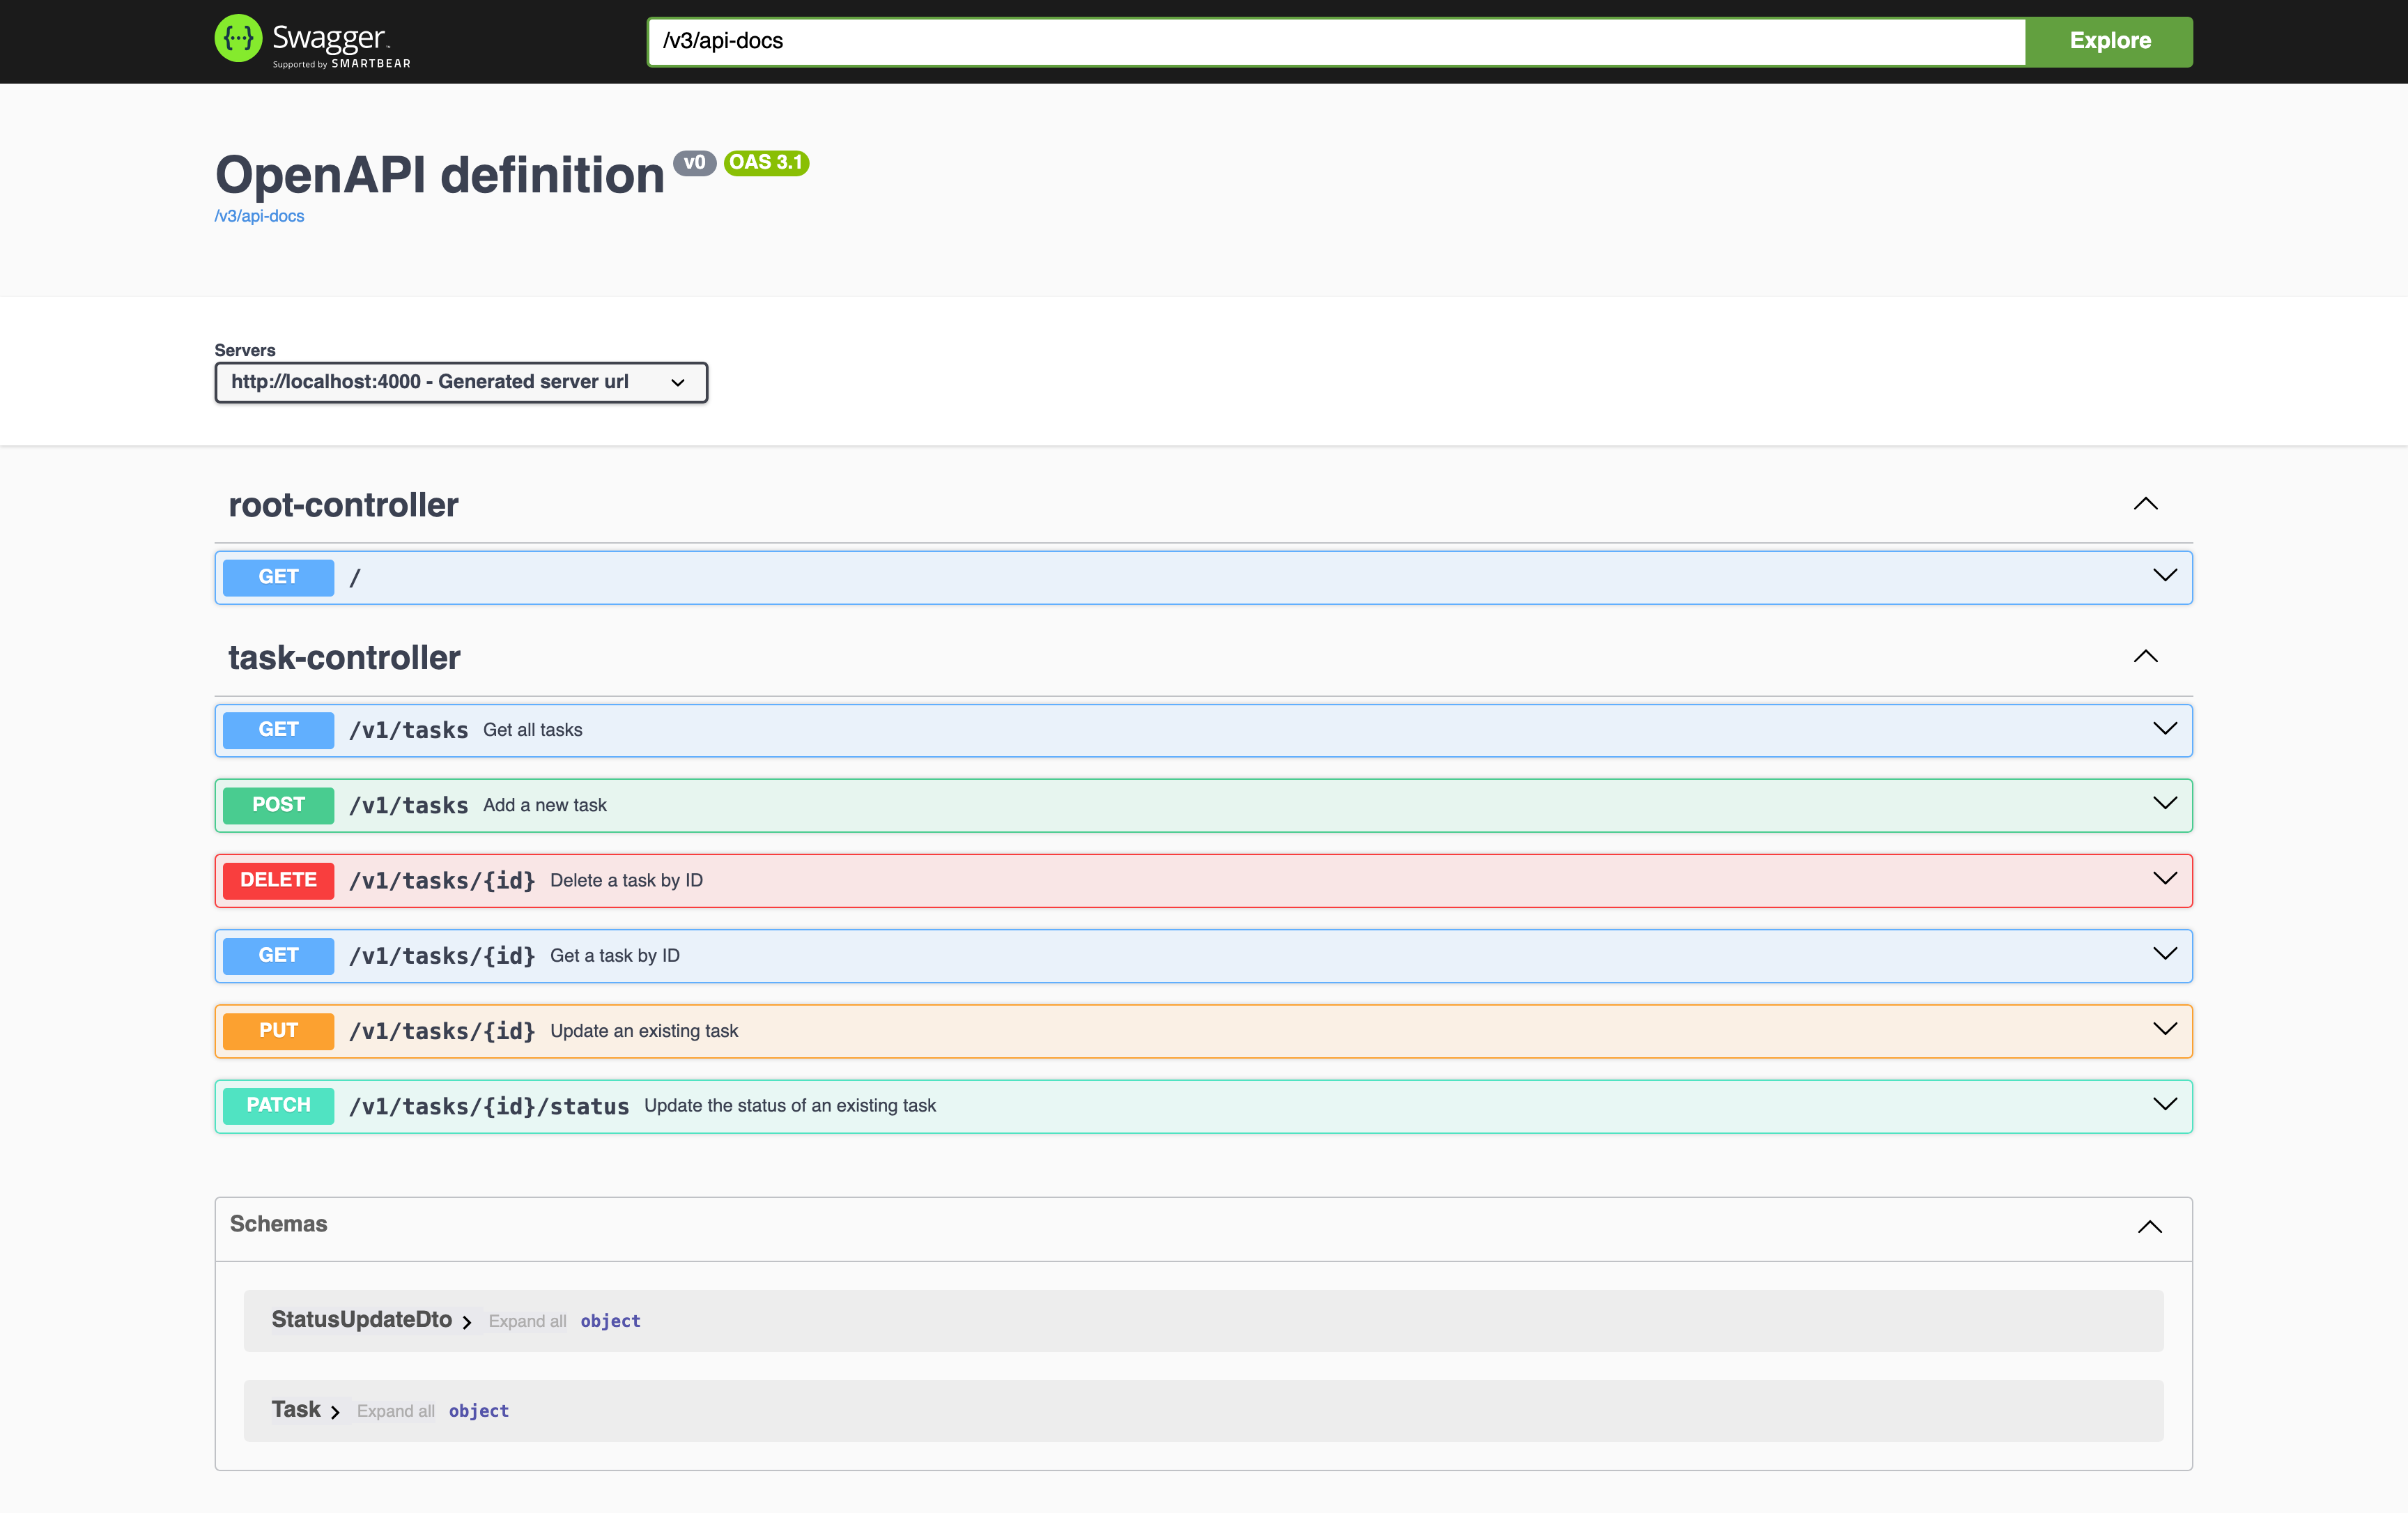 Swagger™
Supported by SMARTBEAR
/v3/api-docs
Explore
OpenAPI definition v0 OAS 3.1
/v3/api-docs
Servers
http://localhost:4000 - Generated server url
root-controller
GET /
task-controller
GET /v1/tasks Get all tasks
POST /v1/tasks Add a new task
DELETE /v1/tasks/{id} Delete a task by ID
GET /v1/tasks/{id} Get a task by ID
PUT /v1/tasks/{id} Update an existing task
PATCH /v1/tasks/{id}/status Update the status of an existing task
Schemas
StatusUpdateDto Expand all object
Task Expand all object